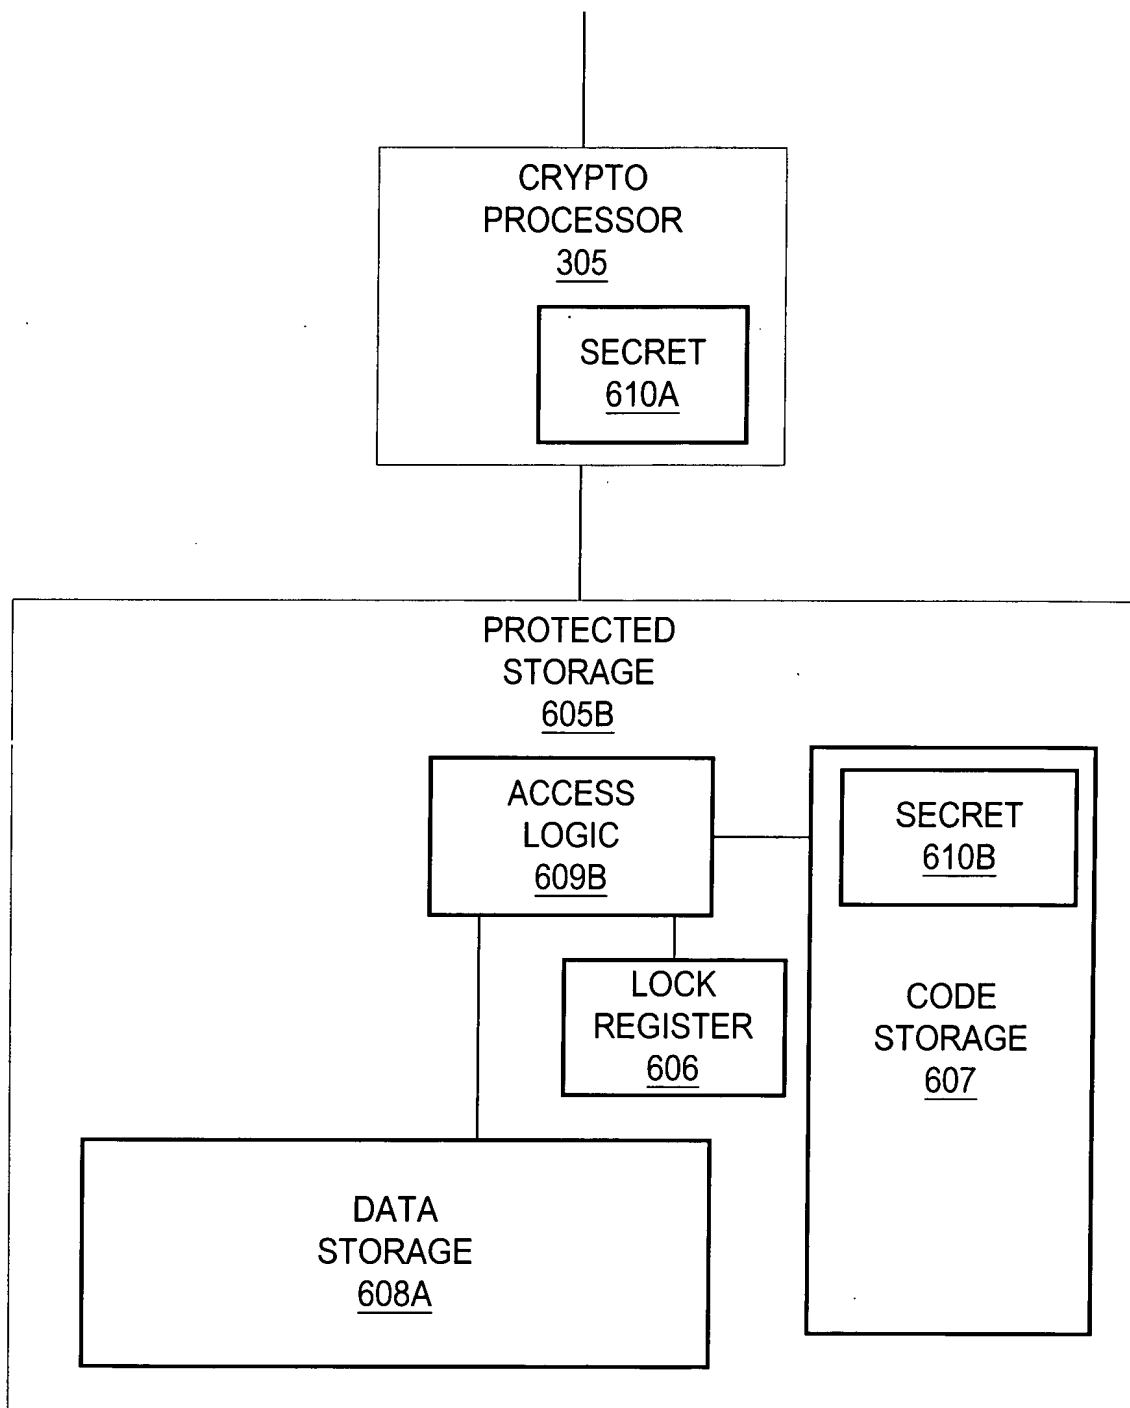 CRYPTO
PROCESSOR
305
SECRET
610A
PROTECTED
STORAGE
605B
ACCESS
LOGIC
609B
SECRET
610B
LOCK
REGISTER
606
CODE
STORAGE
607
DATA
STORAGE
608A